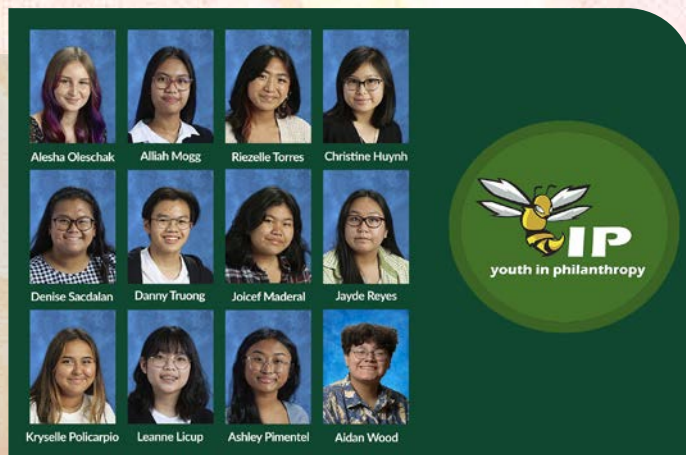 Alesha Oleschak Alliah Mogg Riezelle Torres Christine Huynh
Denise Sacdalan Danny Truong Joicef Maderal Jayde Reyes
Kryselle Policarpio Leanne Licup Ashley Pimentel Aidan Wood
YIP
youth in philanthropy